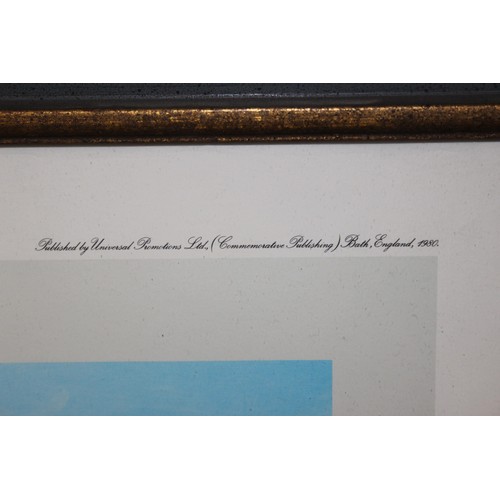 Published by Universal Promotions Ltd., (Commemorative Publishing) Bath, England, 1980.